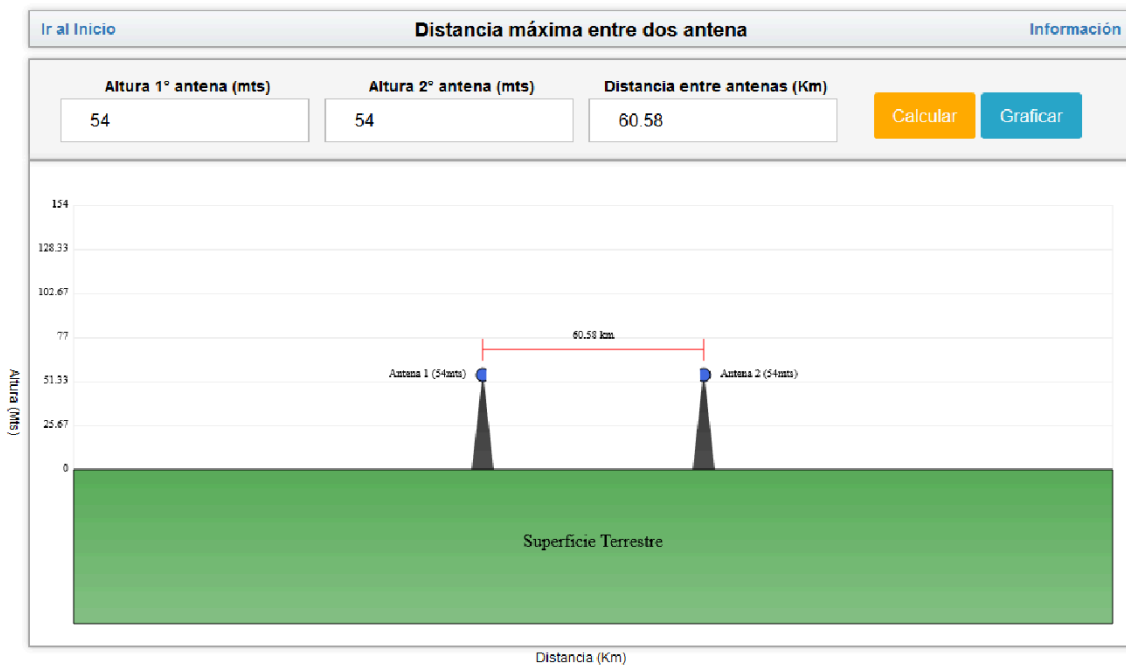 Ir al Inicio
Distancia máxima entre dos antena
Información
Altura 1° antena (mts)
Altura 2° antena (mts)
Distancia entre antenas (Km)
54
54
60.58
Calcular
Graficar
154
128.33
102.67
77
51.33
25.67
0
60.58 km
Antena 1 (54mts)
Antena 2 (54mts)
Altura (Mts)
Superficie Terrestre
Distancia (Km)